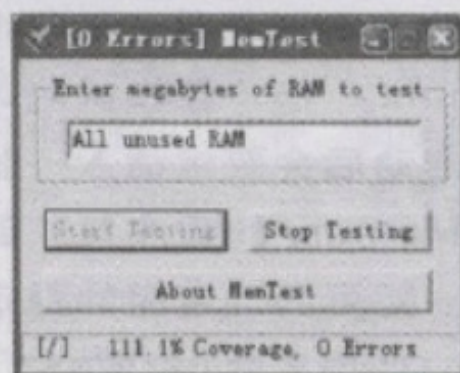 [0 Errors] MemTest
Enter megabytes of RAM to test
All unused RAM
Start Testing
Stop Testing
About MemTest
[/] 111.1% Coverage, 0 Errors